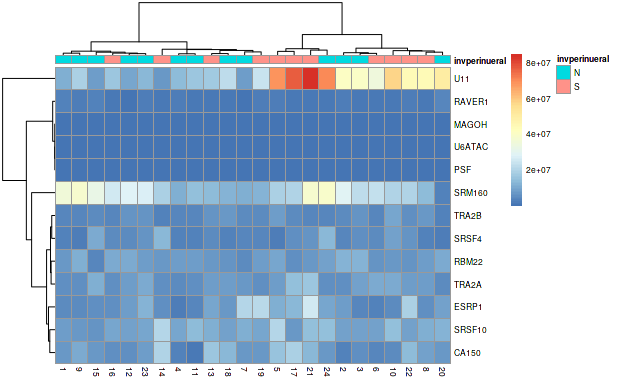 invperinueral
U11
RAVER1
MAGOH
U6ATAC
PSF
SRM160
TRA2B
SRSF4
RBM22
TRA2A
ESRP1
SRSF10
CA150
1 9 15 16 12 23 14 4 11 13 18 7 19 5 17 21 24 2 3 6 10 22 8 20
8e+07
6e+07
4e+07
2e+07
invperinueral
N
S